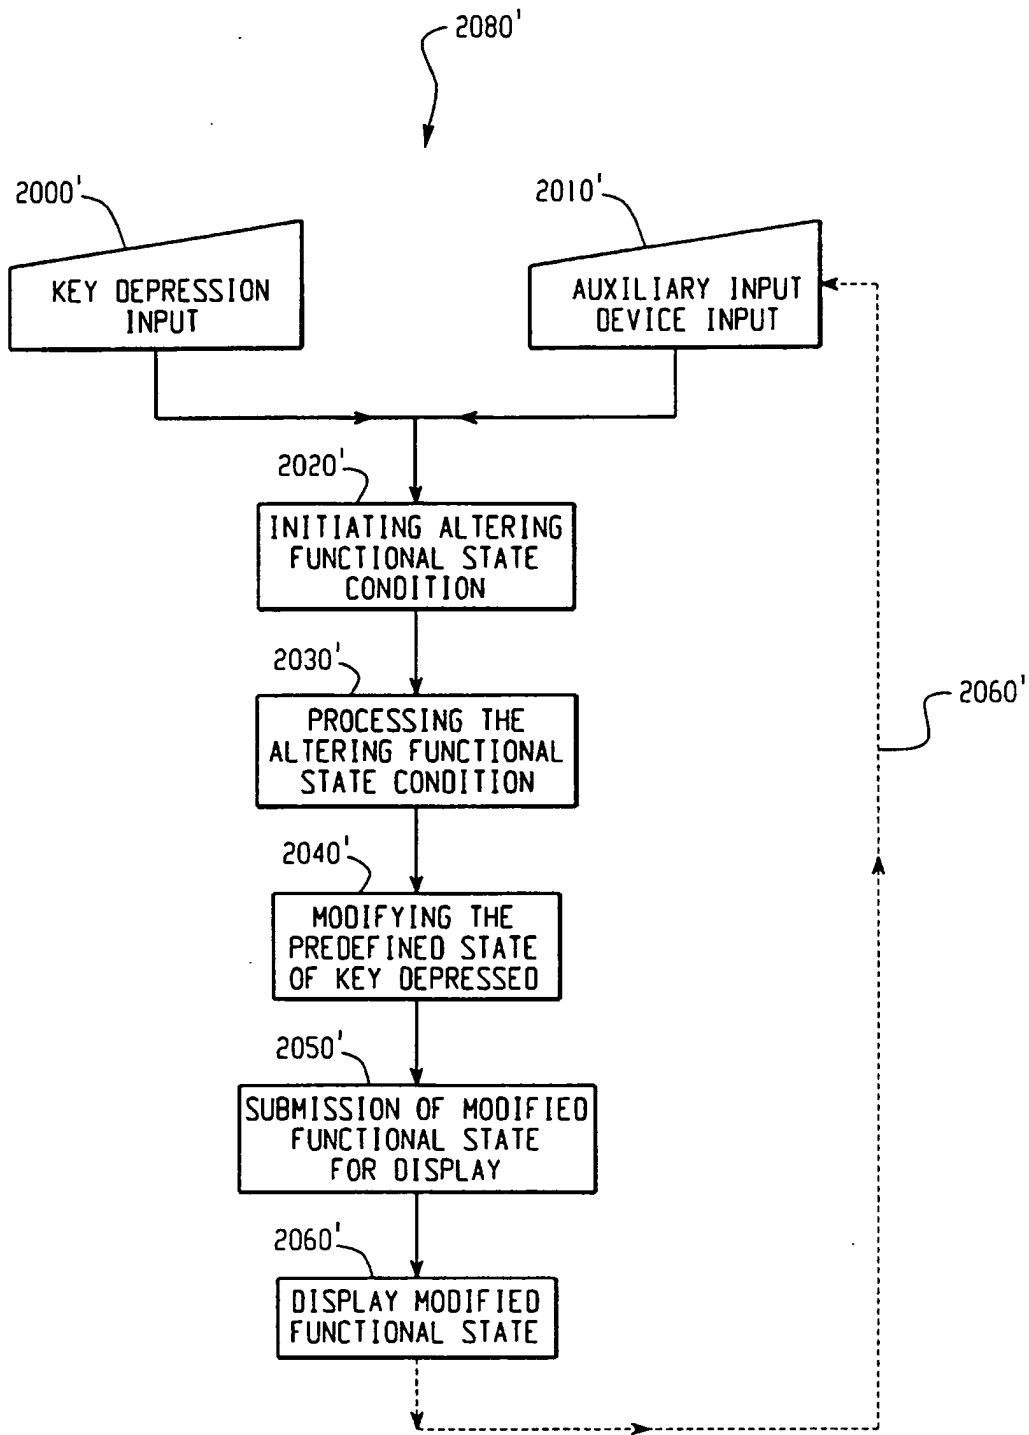 2080'
2000'
2010'
KEY DEPRESSION
INPUT
AUXILIARY INPUT
DEVICE INPUT
2020'
INITIATING ALTERING
FUNCTIONAL STATE
CONDITION
2030'
PROCESSING THE
ALTERING FUNCTIONAL
STATE CONDITION
2060'
2040'
MODIFYING THE
PREDEFINED STATE
OF KEY DEPRESSED
2050'
SUBMISSION OF MODIFIED
FUNCTIONAL STATE
FOR DISPLAY
2060'
DISPLAY MODIFIED
FUNCTIONAL STATE